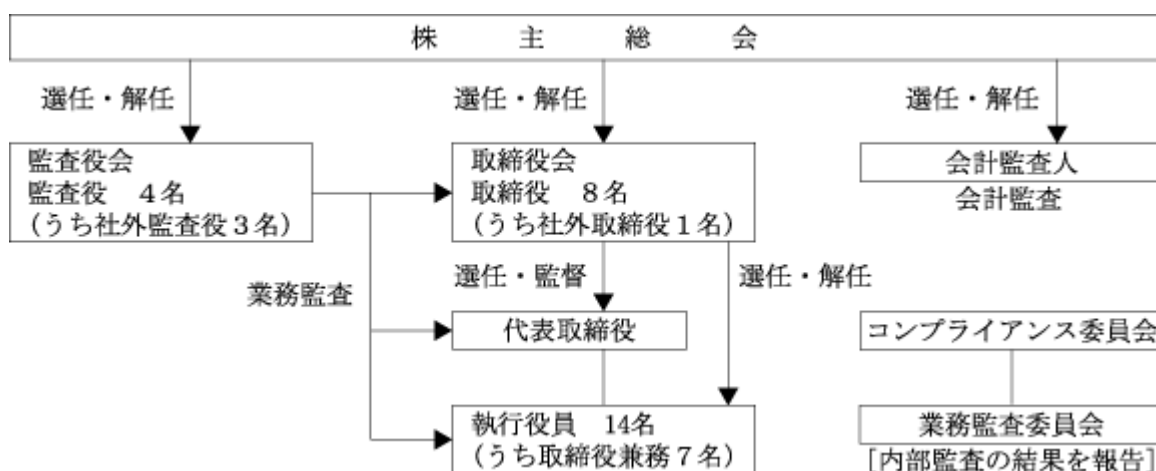 株主総会
選任・解任
選任・解任
選任・解任
監査役会
監査役 4名
(うち社外監査役3名)
取締役会
取締役 8名
(うち社外取締役1名)
会計監査人
会計監査
業務監査
選任・監督
選任・解任
代表取締役
コンプライアンス委員会
執行役員 14名
(うち取締役兼務7名)
業務監査委員会
[内部監査の結果を報告]